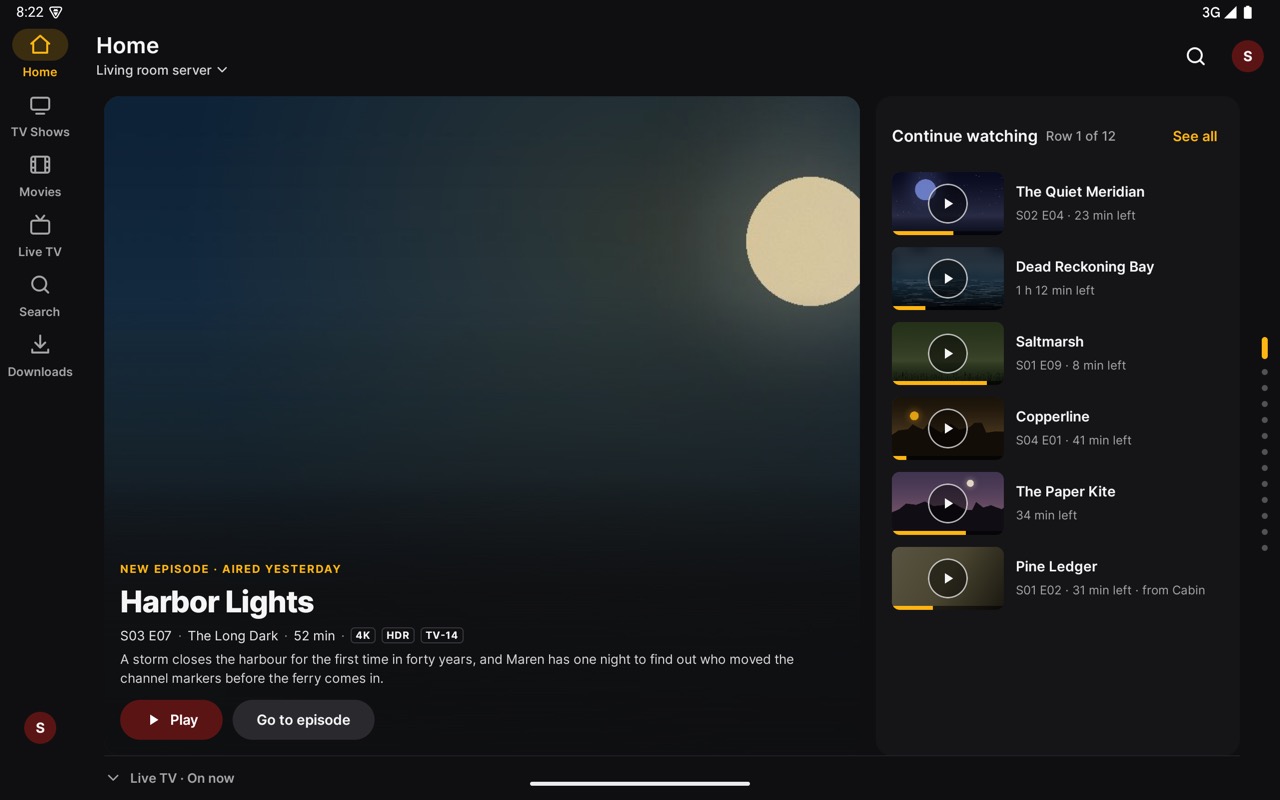 8:22
3G
Home
TV Shows
Movies
Live TV
Search
Downloads
S
Home
Living room server
S
NEW EPISODE · AIRED YESTERDAY
Harbor Lights
S03 E07 · The Long Dark · 52 min · 4K HDR TV-14
A storm closes the harbour for the first time in forty years, and Maren has one night to find out who moved the
channel markers before the ferry comes in.
Play
Go to episode
Continue watching Row 1 of 12 See all
The Quiet Meridian
S02 E04 · 23 min left
Dead Reckoning Bay
1 h 12 min left
Saltmarsh
S01 E09 · 8 min left
Copperline
S04 E01 · 41 min left
The Paper Kite
34 min left
Pine Ledger
S01 E02 · 31 min left · from Cabin
Live TV · On now